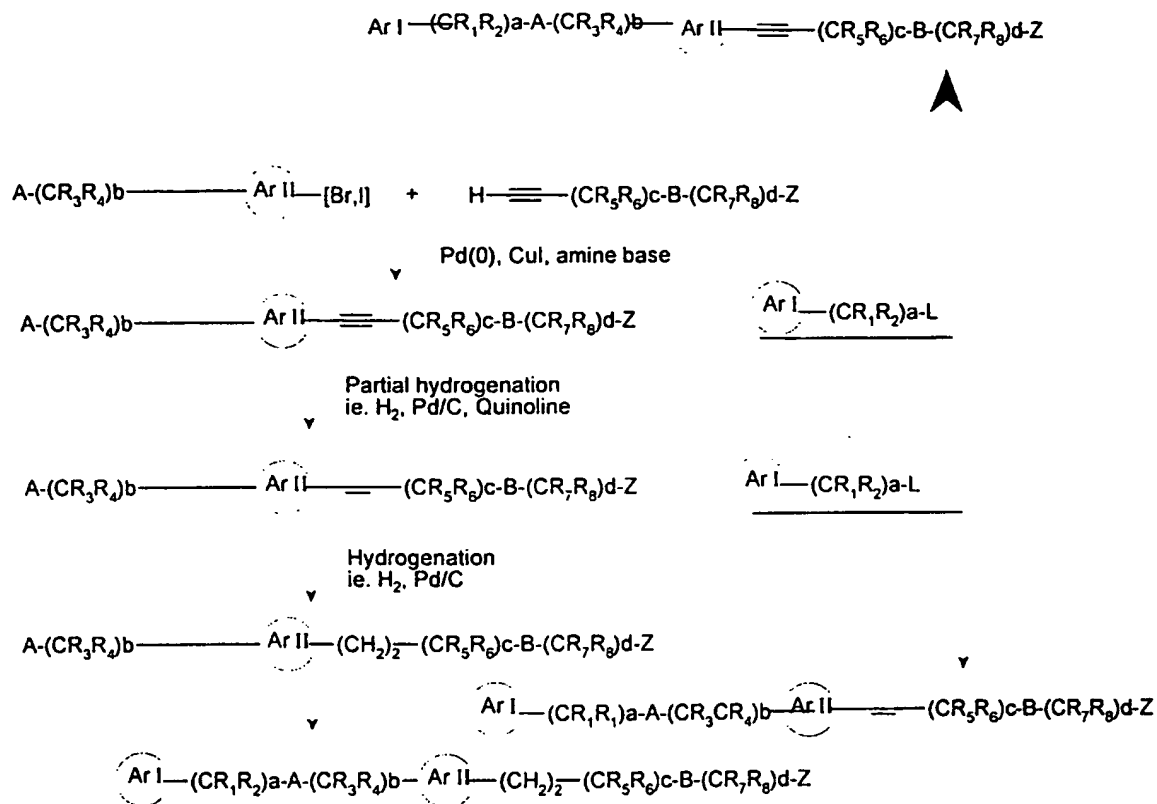 Ar I—(CR₁R₂)a-A-(CR₃R₄)b—Ar II—≡—(CR₅R₆)c-B-(CR₇R₈)d-Z
A-(CR₃R₄)b—Ar II—[Br,I] + H—≡—(CR₅R₆)c-B-(CR₇R₈)d-Z
Pd(0), CuI, amine base
A-(CR₃R₄)b—Ar II—≡—(CR₅R₆)c-B-(CR₇R₈)d-Z
Ar I—(CR₁R₂)a-L
Partial hydrogenation
ie. H₂, Pd/C, Quinoline
A-(CR₃R₄)b—Ar II—=—(CR₅R₆)c-B-(CR₇R₈)d-Z
Ar I—(CR₁R₂)a-L
Hydrogenation
ie. H₂, Pd/C
A-(CR₃R₄)b—Ar II—(CH₂)₂—(CR₅R₆)c-B-(CR₇R₈)d-Z
Ar I—(CR₁R₁)a-A-(CR₃CR₄)b—Ar II—=—(CR₅R₆)c-B-(CR₇R₈)d-Z
Ar I—(CR₁R₂)a-A-(CR₃R₄)b—Ar II—(CH₂)₂—(CR₅R₆)c-B-(CR₇R₈)d-Z